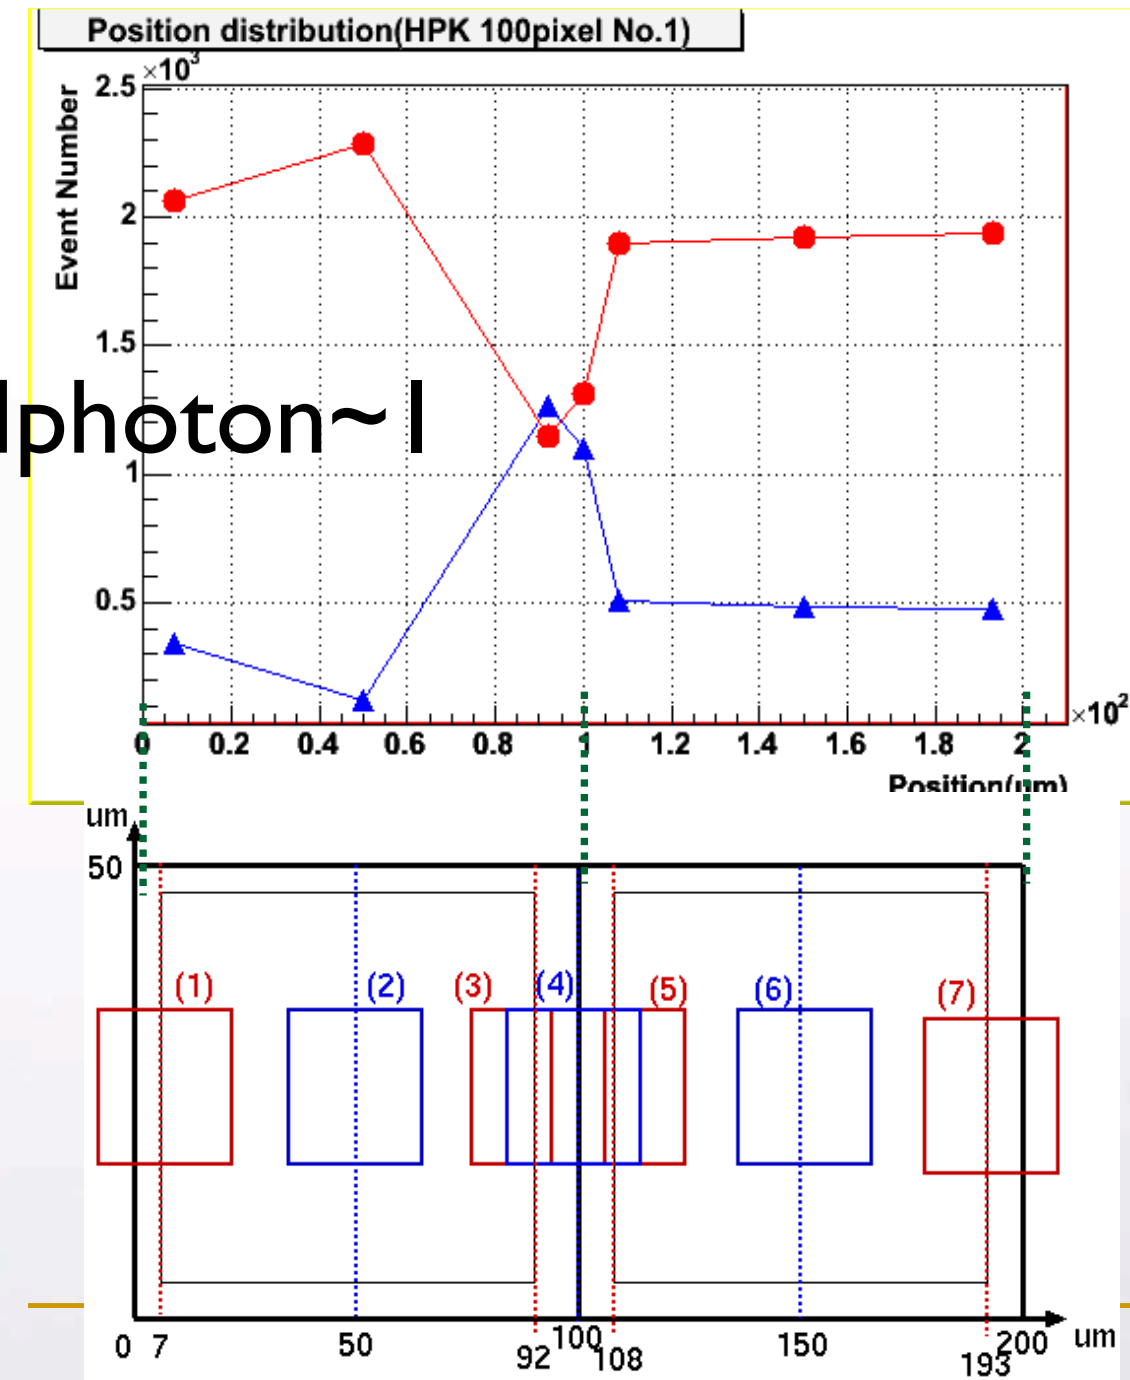 Position distribution(HPK 100pixel No.1)
×10³
Event Number
2.5
2
1.5
1
0.5
photon~1
0 0.2 0.4 0.6 0.8 1 1.2 1.4 1.6 1.8 2
×10²
Position(um)
um
50
(1) (2) (3) (4) (5) (6) (7)
0 7 50 92 100 108 150 193 200 um